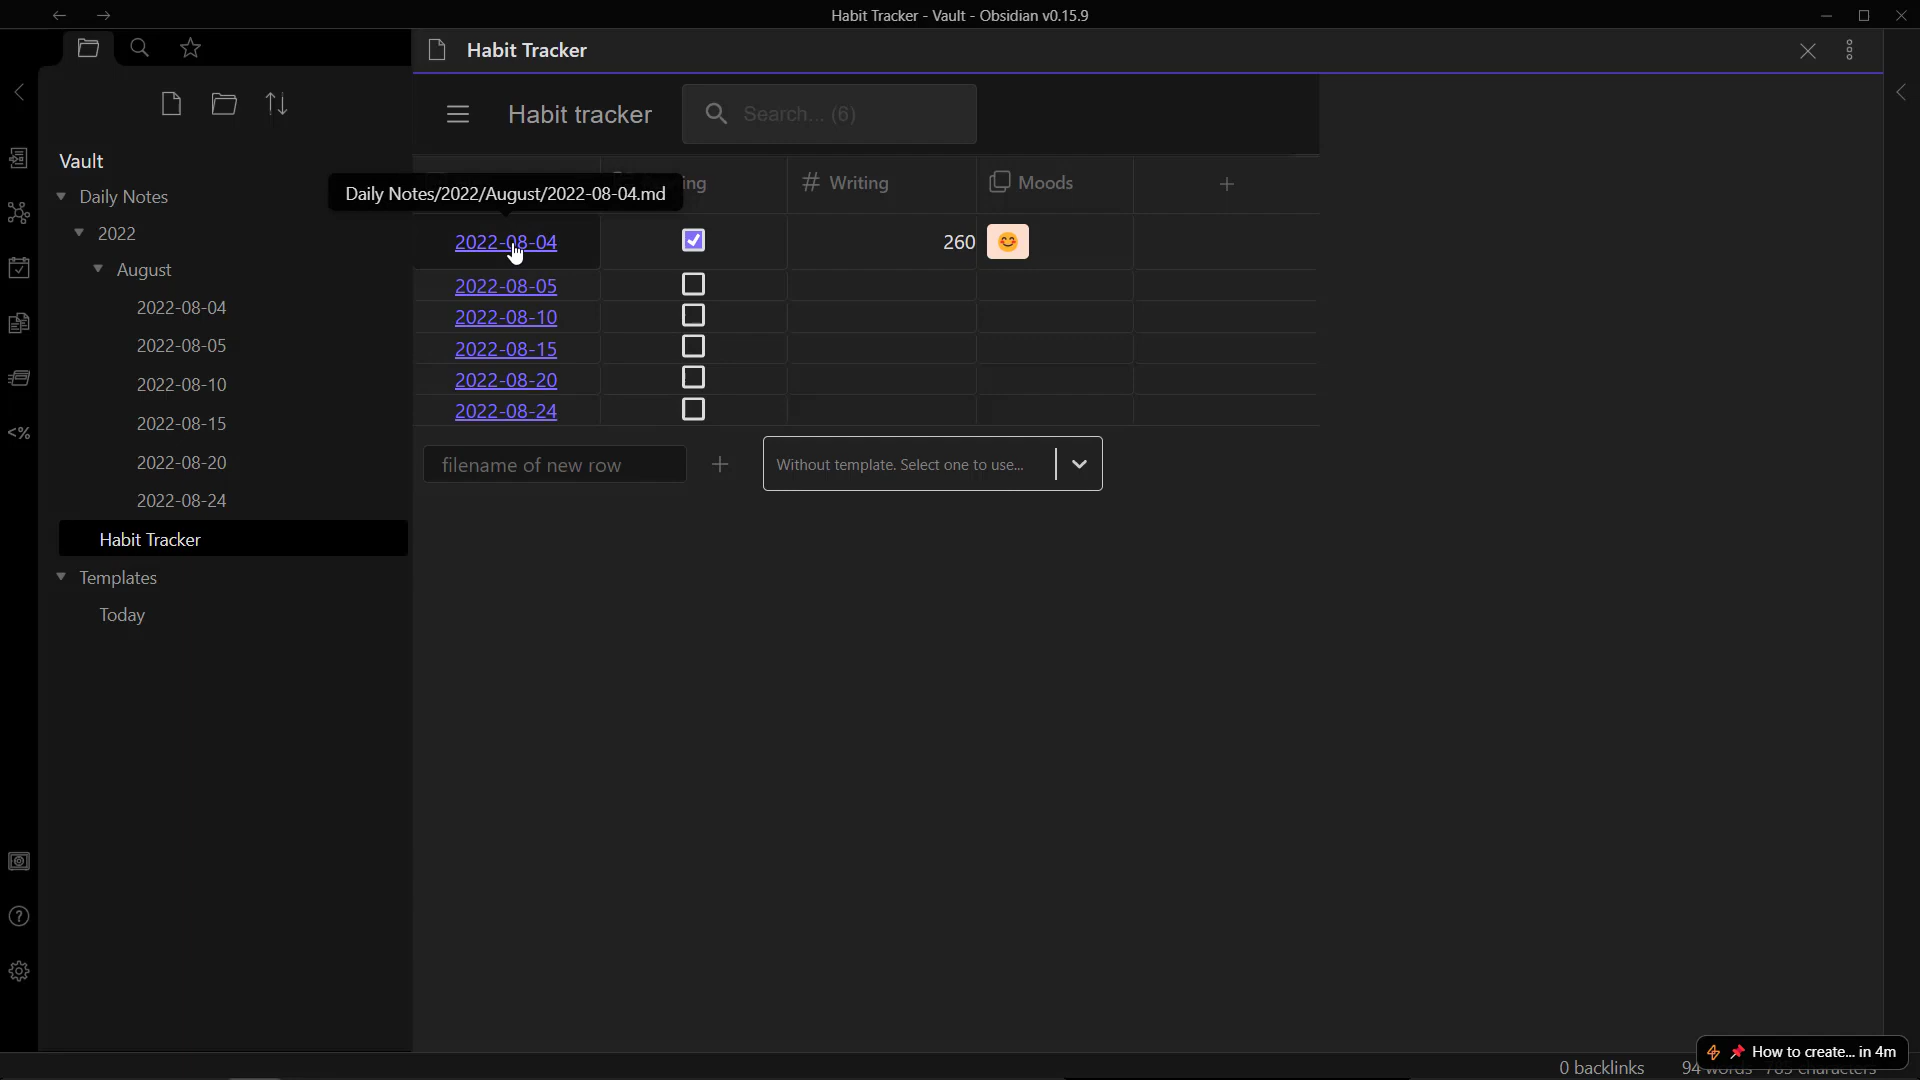 Habit Tracker - Vault - Obsidian v0.15.9
Habit Tracker
Habit tracker
Search... (6)
Vault
Daily Notes
2022
August
2022-08-04
2022-08-05
2022-08-10
2022-08-15
2022-08-20
2022-08-24
Habit Tracker
Templates
Today
<%
Daily Notes/2022/August/2022-08-04.md
ing
# Writing
Moods
+
2022-08-04
260 😊
2022-08-05
2022-08-10
2022-08-15
2022-08-20
2022-08-24
filename of new row
+
Without template. Select one to use...
How to create... in 4m
0 backlinks
94 words
characters